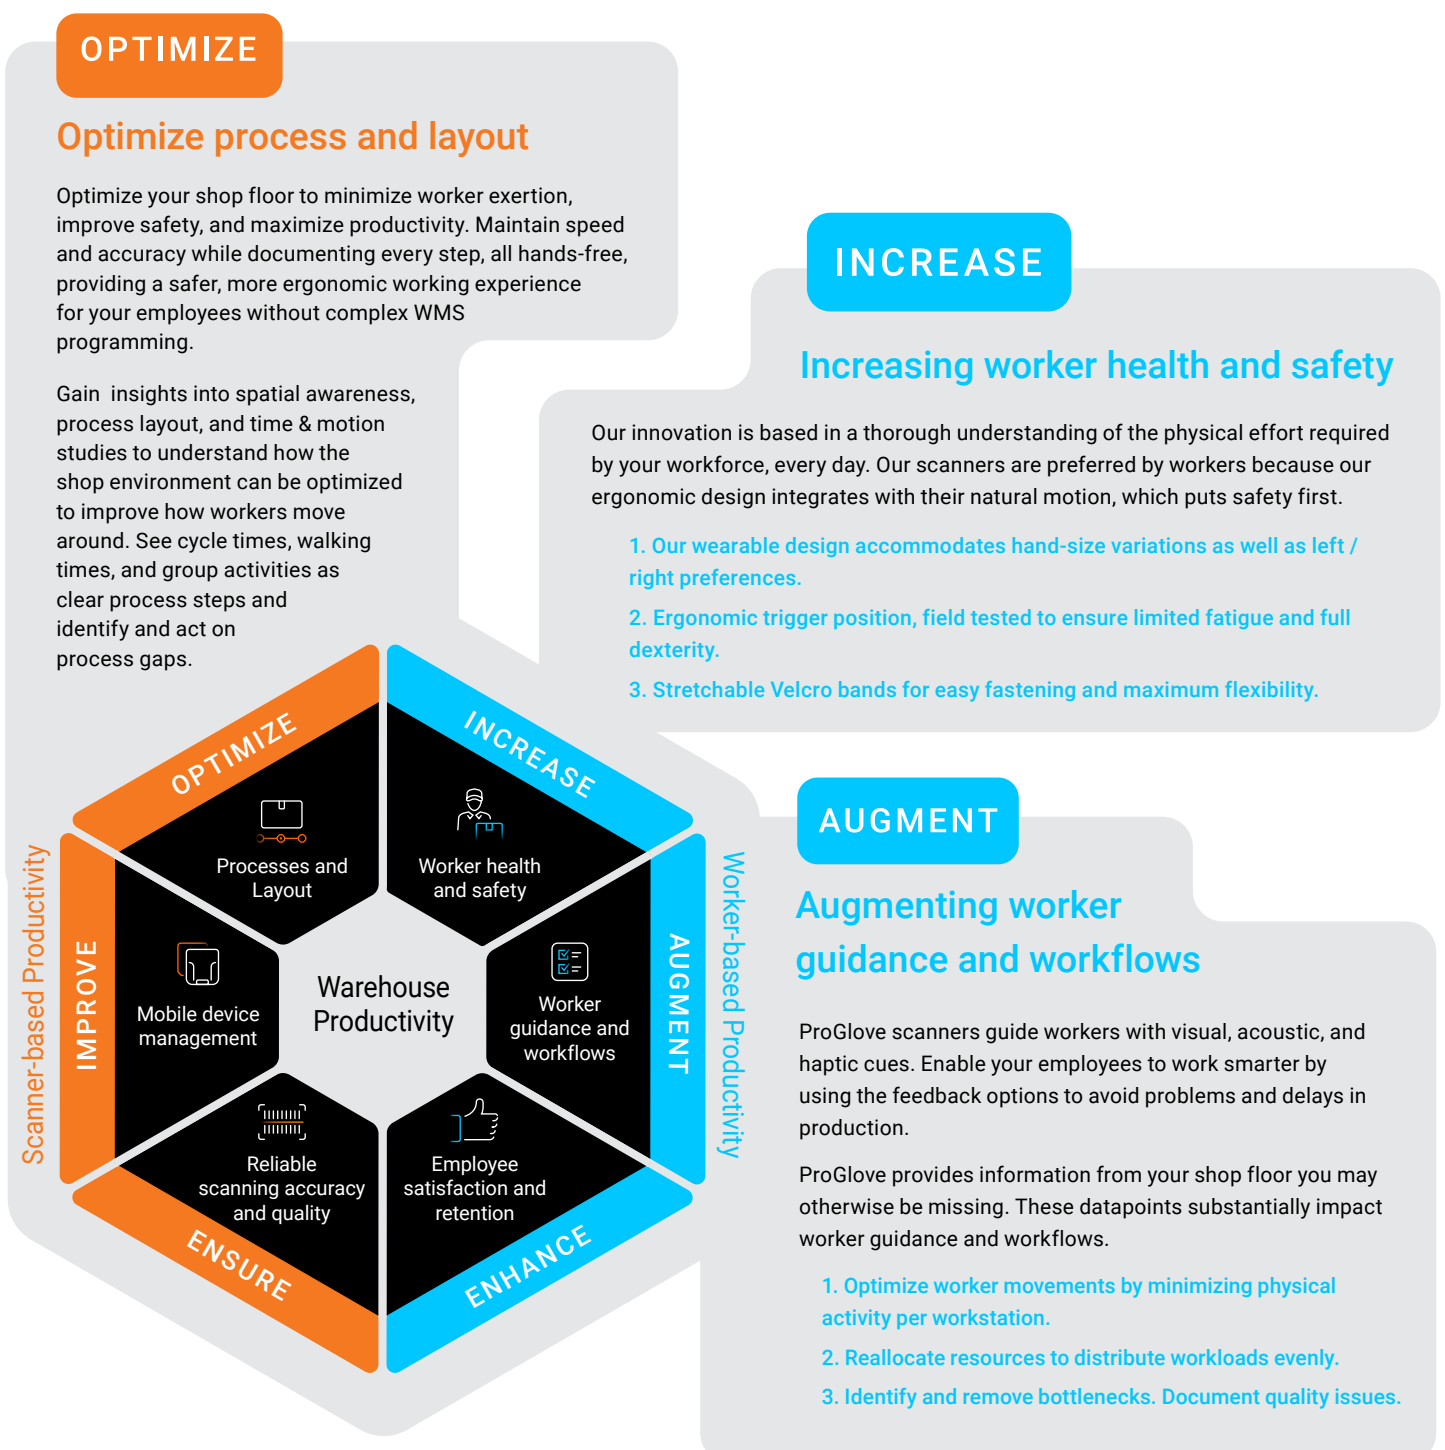 OPTIMIZE
Optimize process and layout
Optimize your shop floor to minimize worker exertion,
improve safety, and maximize productivity. Maintain speed
and accuracy while documenting every step, all hands-free,
providing a safer, more ergonomic working experience
for your employees without complex WMS
programming.
Gain insights into spatial awareness,
process layout, and time & motion
studies to understand how the
shop environment can be optimized
to improve how workers move
around. See cycle times, walking
times, and group activities as
clear process steps and
identify and act on
process gaps.
INCREASE
Increasing worker health and safety
Our innovation is based in a thorough understanding of the physical effort required
by your workforce, every day. Our scanners are preferred by workers because our
ergonomic design integrates with their natural motion, which puts safety first.
1. Our wearable design accommodates hand-size variations as well as left /
right preferences.
2. Ergonomic trigger position, field tested to ensure limited fatigue and full
dexterity.
3. Stretchable Velcro bands for easy fastening and maximum flexibility.
OPTIMIZE
INCREASE
Processes and
Layout
Worker health
and safety
Scanner-based Productivity
IMPROVE
Mobile device
management
Warehouse
Productivity
Worker
guidance and
workflows
AUGMENT
Worker-based Productivity
Reliable
scanning accuracy
and quality
Employee
satisfaction and
retention
ENSURE
ENHANCE
AUGMENT
Augmenting worker
guidance and workflows
ProGlove scanners guide workers with visual, acoustic, and
haptic cues. Enable your employees to work smarter by
using the feedback options to avoid problems and delays in
production.
ProGlove provides information from your shop floor you may
otherwise be missing. These datapoints substantially impact
worker guidance and workflows.
1. Optimize worker movements by minimizing physical
activity per workstation.
2. Reallocate resources to distribute workloads evenly.
3. Identify and remove bottlenecks. Document quality issues.